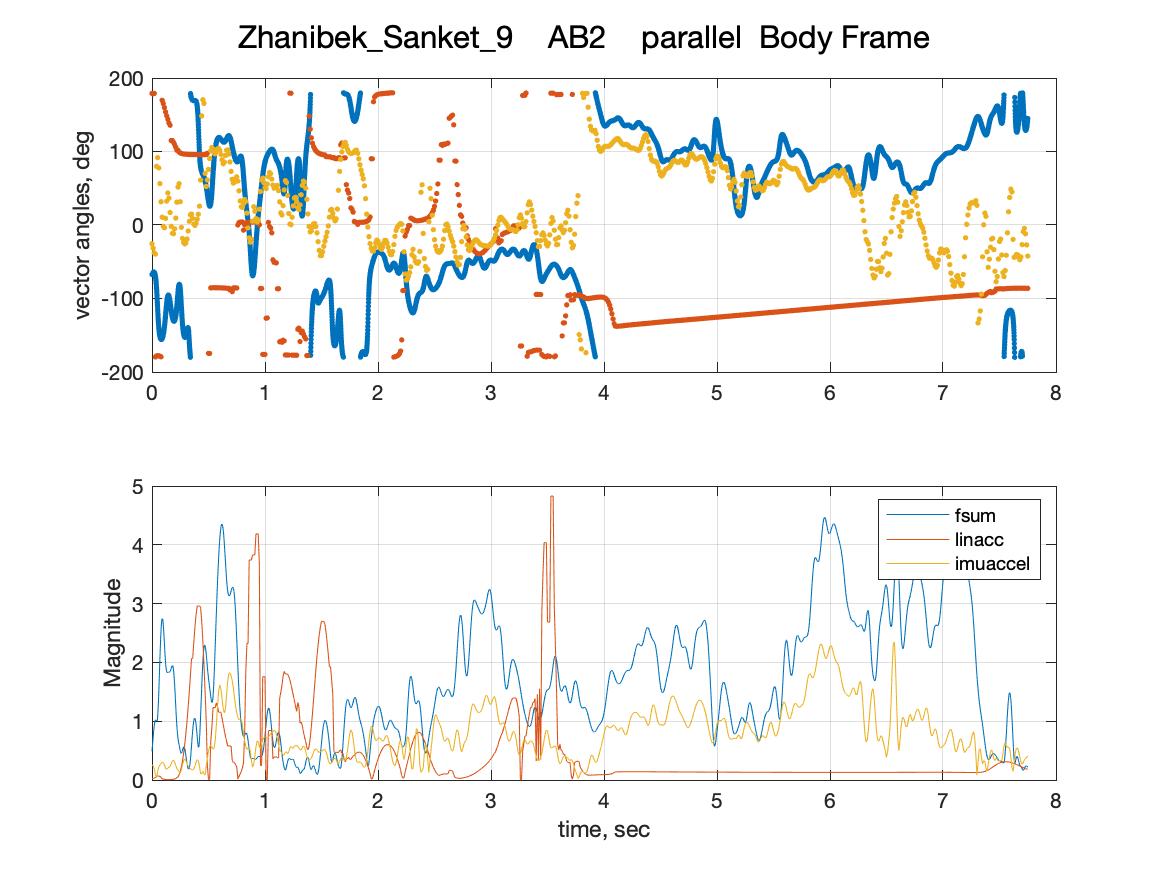 Zhanibek_Sanket_9 AB2 parallel Body Frame
vector angles, deg
200
100
0
-100
-200
0 1 2 3 4 5 6 7 8
Magnitude
5
4
3
2
1
0
fsum
linacc
imuaccel
0 1 2 3 4 5 6 7 8
time, sec